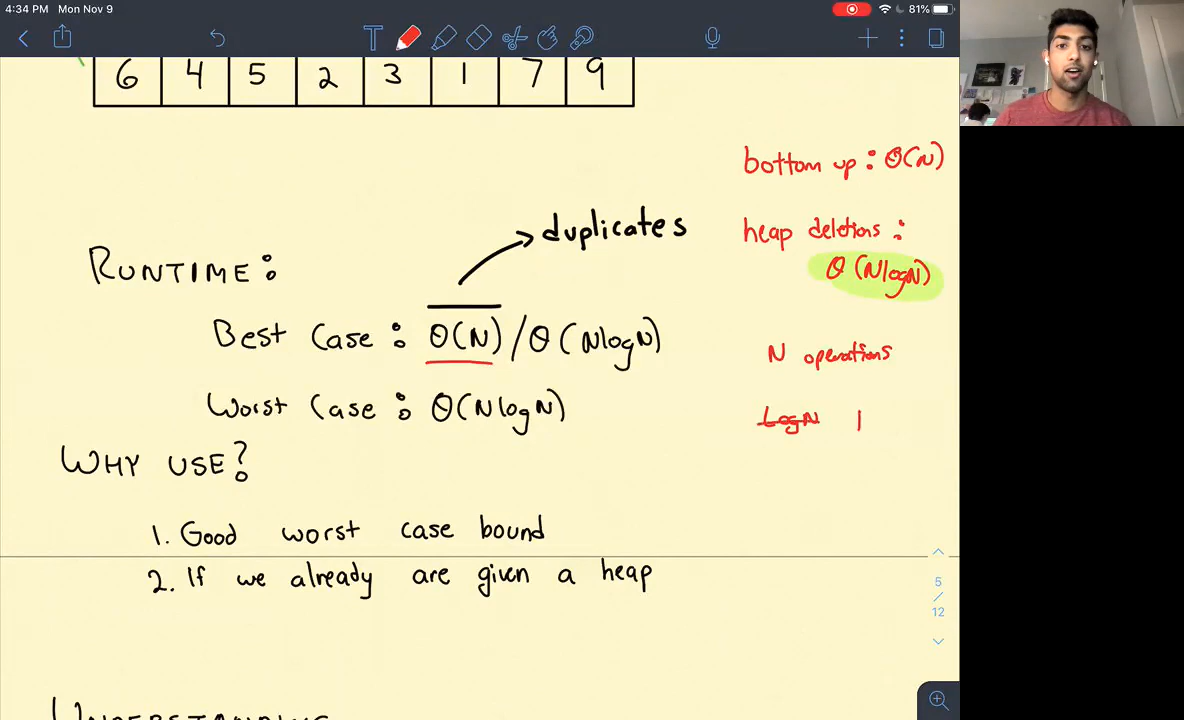 4:34 PM Mon Nov 9
81%
6 4 5 2 3 1 7 9
bottom up : Θ(N)
duplicates
heap deletions :
Θ(NlogN)
RUNTIME:
Best Case : Θ(N) / Θ(NlogN)
N operations
Worst Case : Θ(NlogN)
LogN 1
WHY USE?
1. Good worst case bound
2. If we already are given a heap
5
/
12
UNDERSTANDING